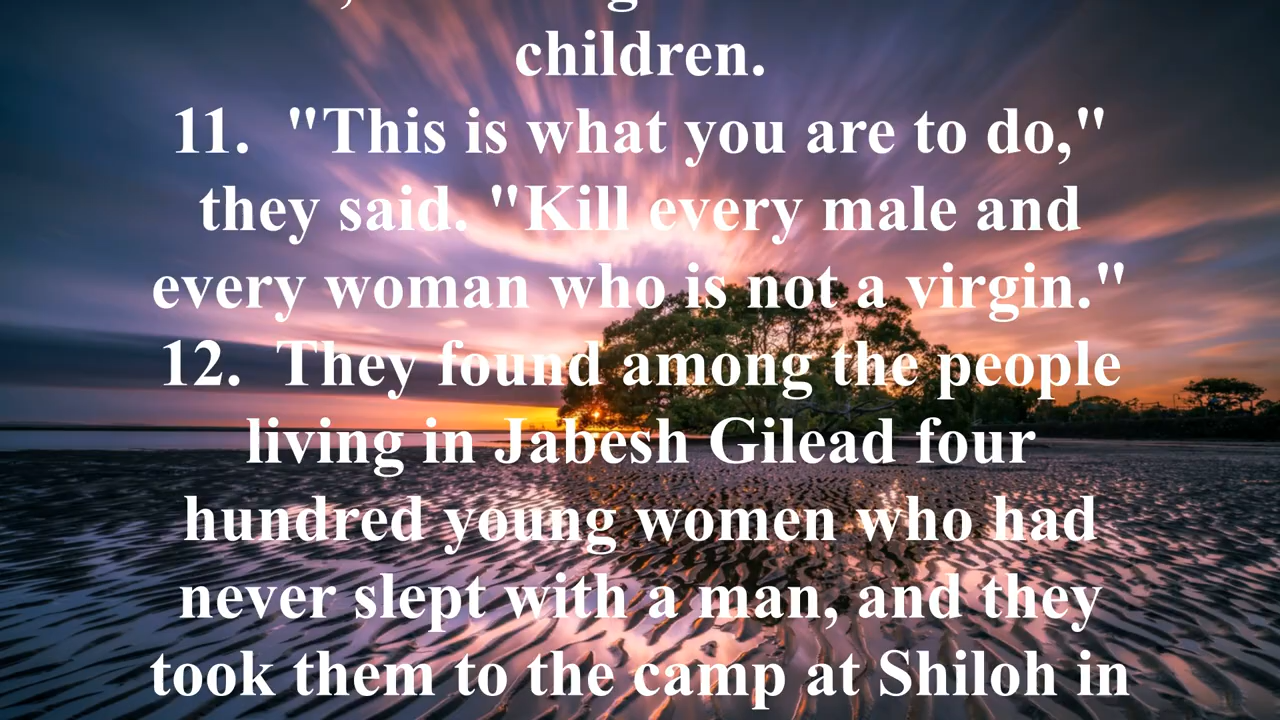 children.
11. "This is what you are to do,"
they said. "Kill every male and
every woman who is not a virgin."
12. They found among the people
living in Jabesh Gilead four
hundred young women who had
never slept with a man, and they
took them to the camp at Shiloh in